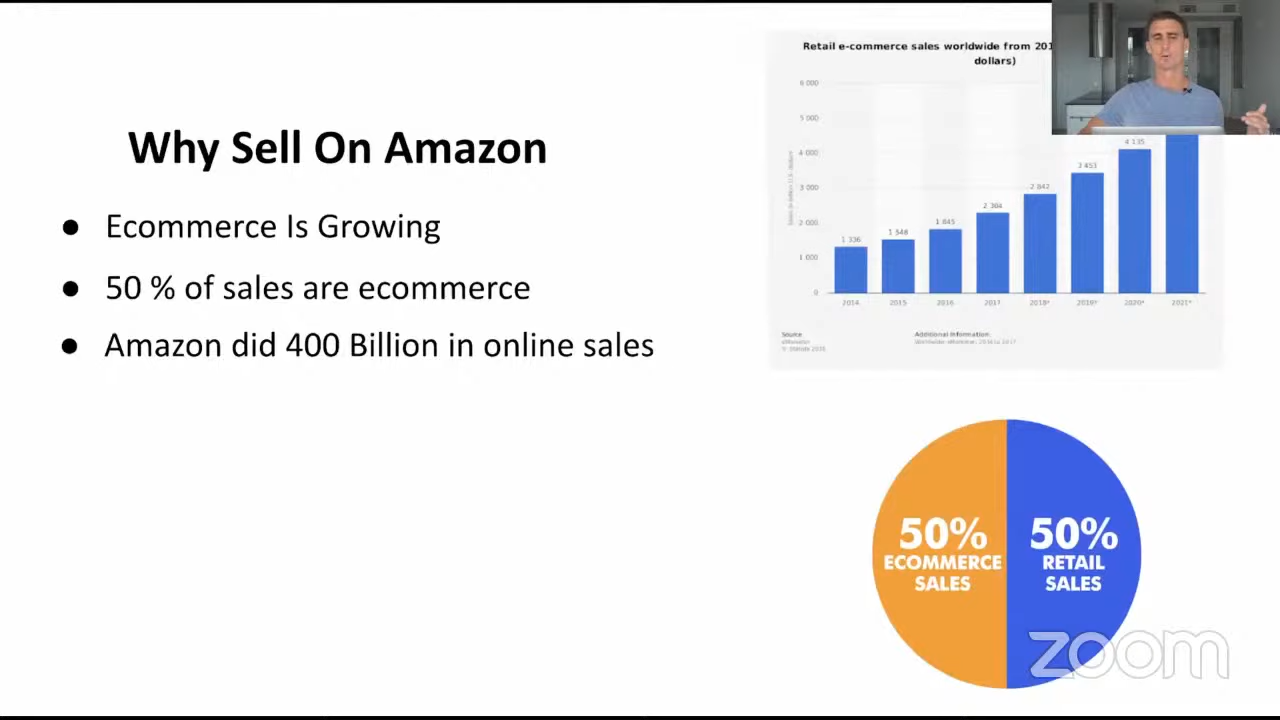 Why Sell On Amazon
● Ecommerce Is Growing
● 50 % of sales are ecommerce
● Amazon did 400 Billion in online sales
Retail e-commerce sales worldwide from 201
dollars)
6 000
5 000
4 000
3 000
2 000
1 000
0
1 336
1 548
1 845
2 304
2 842
3 453
4 135
2014
2015
2016
2017
2018*
2019*
2020*
2021*
Source
Additional Information:
50%
ECOMMERCE
SALES
50%
RETAIL
SALES
zoom